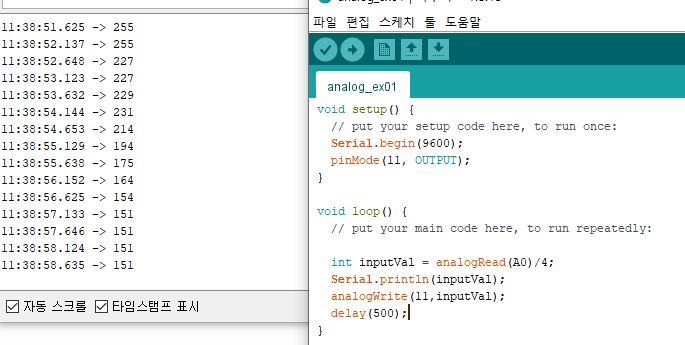 11:38:51.625 -> 255
11:38:52.137 -> 255
11:38:52.648 -> 227
11:38:53.123 -> 227
11:38:53.632 -> 229
11:38:54.144 -> 231
11:38:54.653 -> 214
11:38:55.129 -> 194
11:38:55.638 -> 175
11:38:56.152 -> 164
11:38:56.625 -> 154
11:38:57.133 -> 151
11:38:57.646 -> 151
11:38:58.124 -> 151
11:38:58.635 -> 151
자동 스크롤 타임스탬프 표시
파일 편집 스케치 툴 도움말
analog_ex01
void setup() {
  // put your setup code here, to run once:
  Serial.begin(9600);
  pinMode(11, OUTPUT);
}

void loop() {
  // put your main code here, to run repeatedly:

  int inputVal = analogRead(A0)/4;
  Serial.println(inputVal);
  analogWrite(11,inputVal);
  delay(500);
}